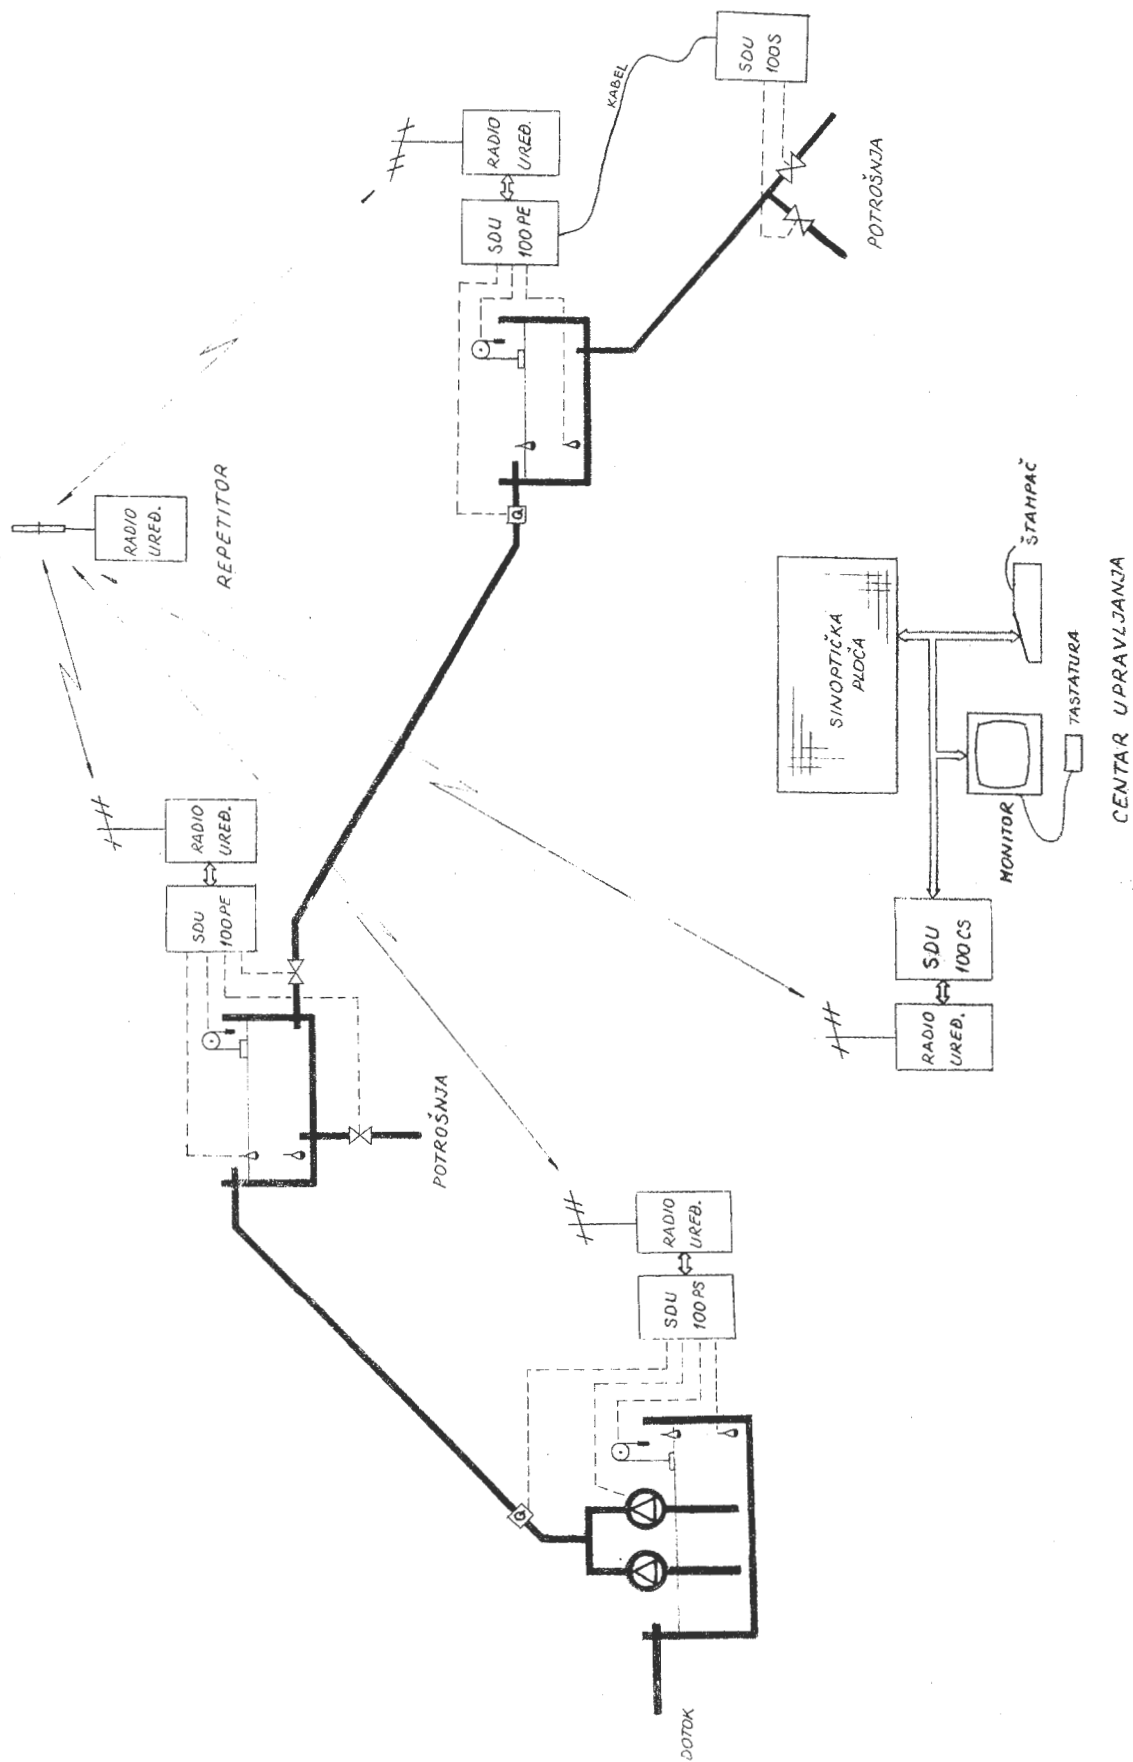 REPETITOR
RADIO
UREĐ.
RADIO
UREĐ.
SDU
100PE
RADIO
UREĐ.
SDU
100PE
KABEL
SDU
100S
POTROŠNJA
Q
POTROŠNJA
RADIO
UREĐ.
SDU
100PS
Q
DOTOK
RADIO
UREĐ.
SDU
100CS
SINOPTIČKA
PLOČA
MONITOR
TASTATURA
ŠTAMPAČ
CENTAR UPRAVLJANJA